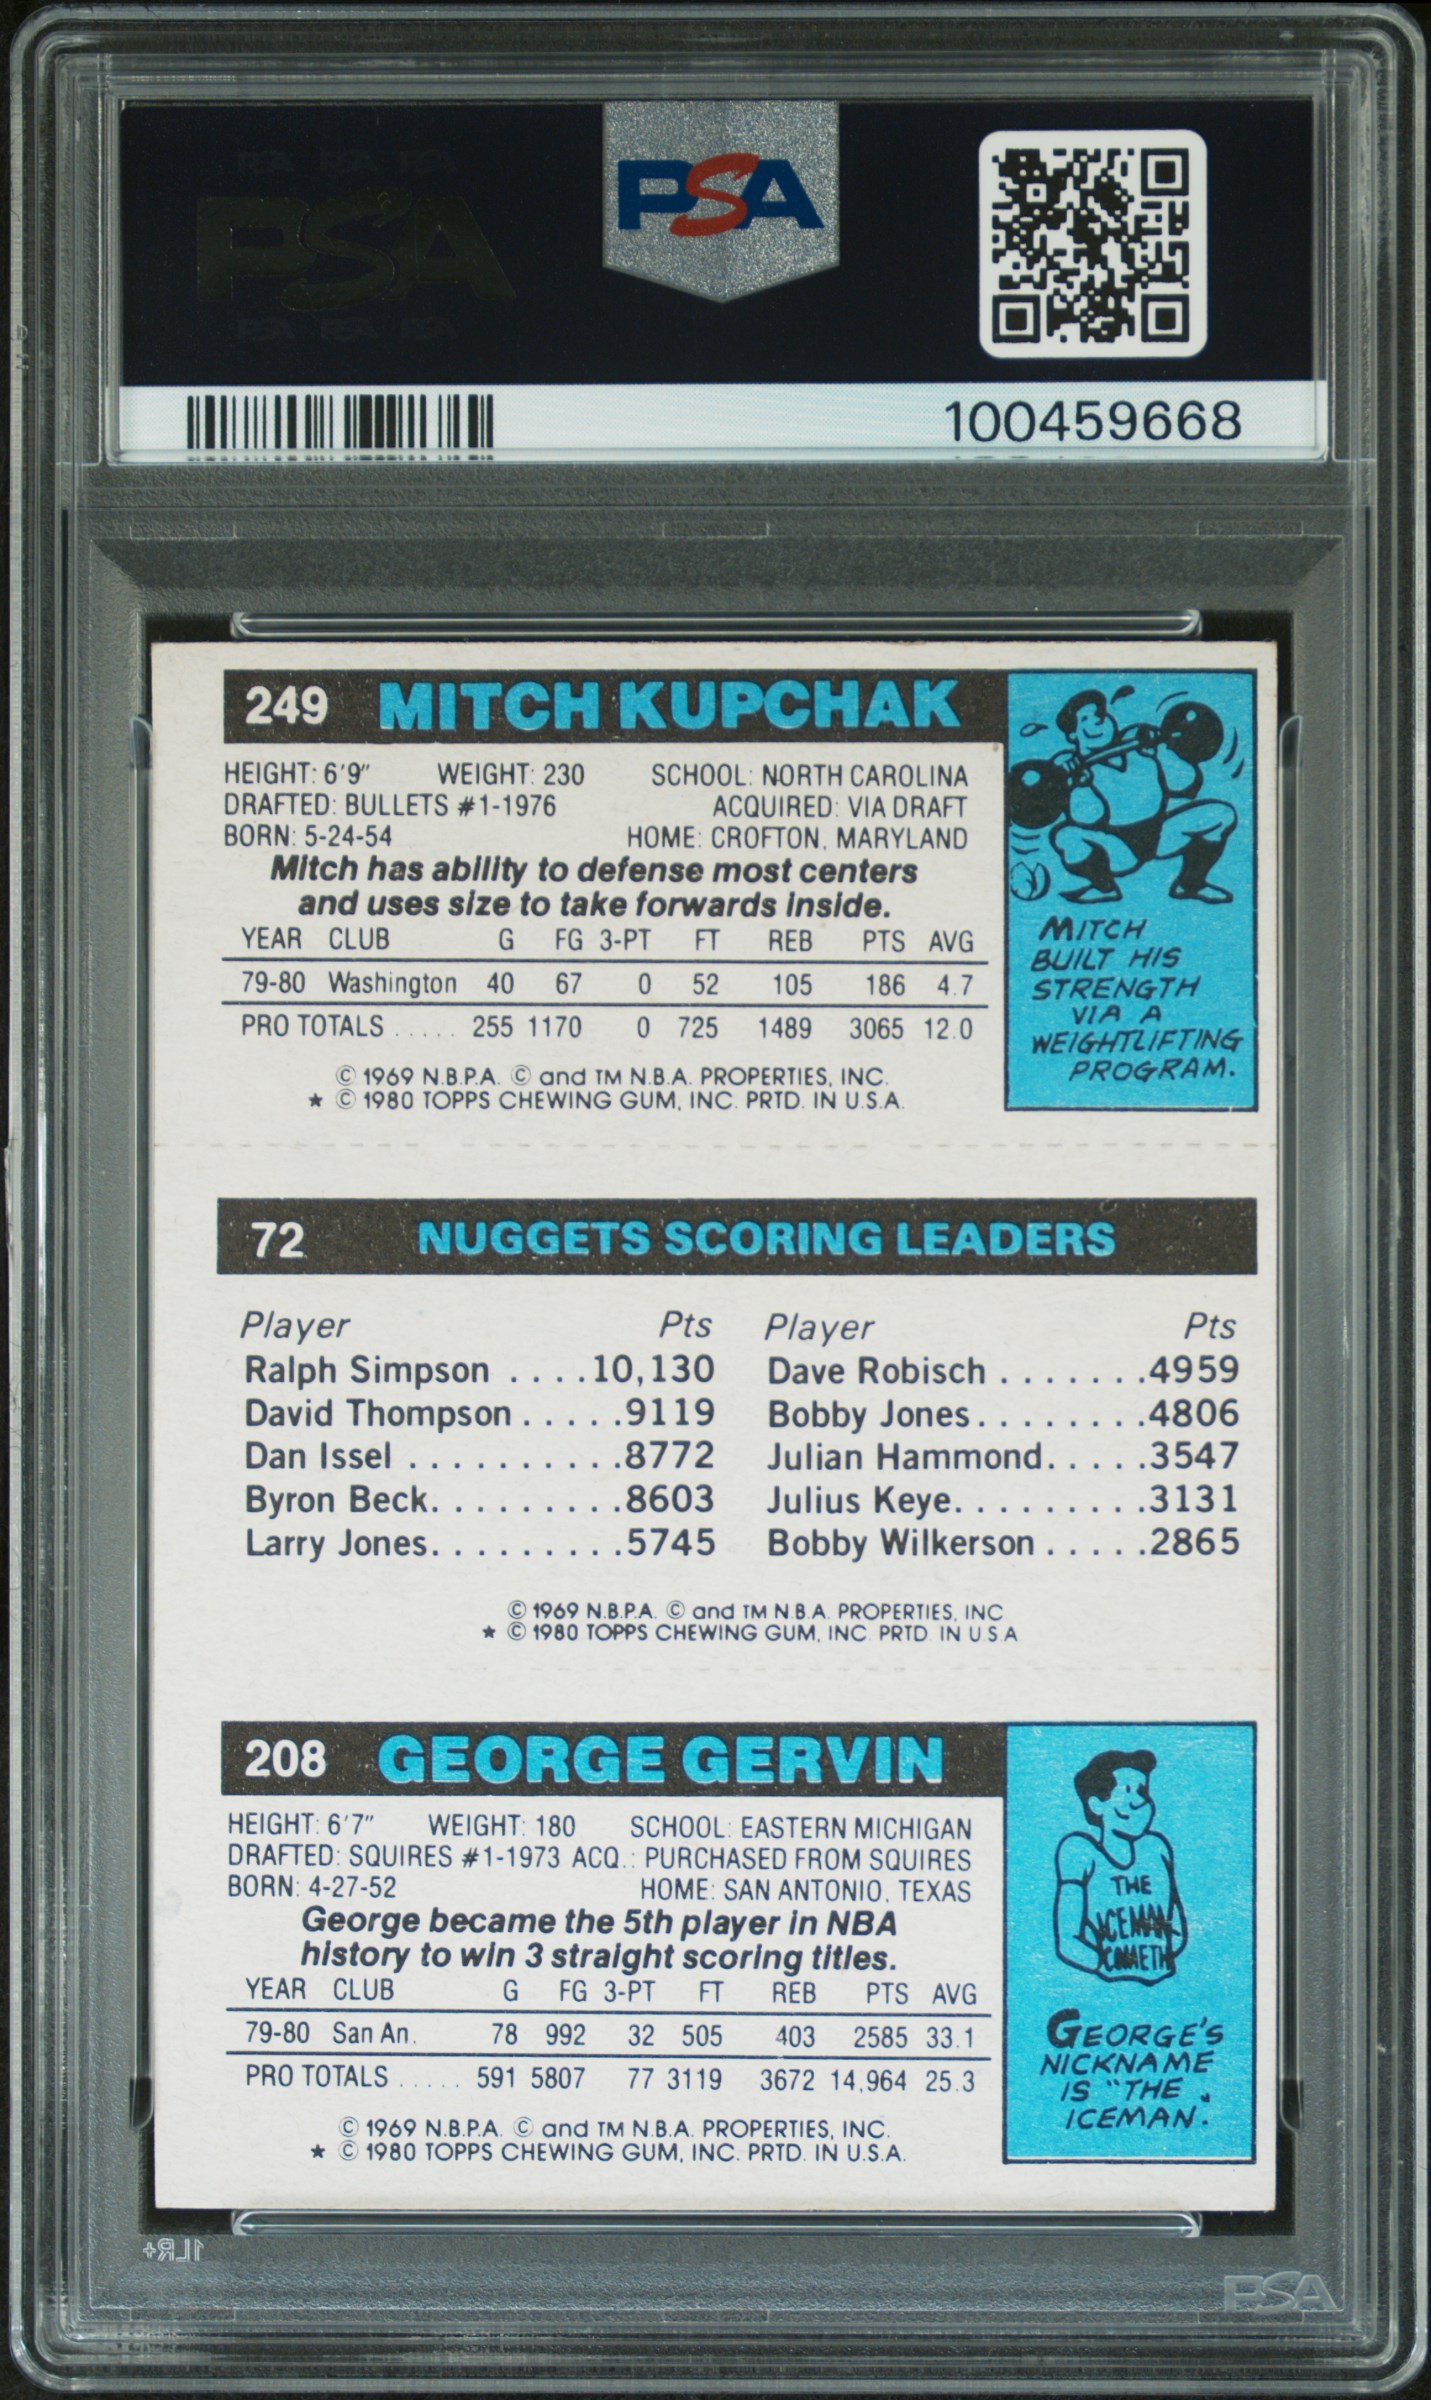 PSA PSA PSA
PSA
PSA PSA PSA
PSA
100459668
249 MITCH KUPCHAK
HEIGHT: 6'9" WEIGHT: 230 SCHOOL: NORTH CAROLINA
DRAFTED: BULLETS #1-1976 ACQUIRED: VIA DRAFT
BORN: 5-24-54 HOME: CROFTON, MARYLAND
Mitch has ability to defense most centers
and uses size to take forwards inside.
YEAR CLUB G FG 3-PT FT REB PTS AVG
79-80 Washington 40 67 0 52 105 186 4.7
PRO TOTALS ..... 255 1170 0 725 1489 3065 12.0
© 1969 N.B.P.A. © and TM N.B.A. PROPERTIES, INC.
★ © 1980 TOPPS CHEWING GUM, INC. PRTD. IN U.S.A.
MITCH
BUILT HIS
STRENGTH
VIA A
WEIGHTLIFTING
PROGRAM.
72 NUGGETS SCORING LEADERS
Player Pts Player Pts
Ralph Simpson ....10,130 Dave Robisch .......4959
David Thompson.....9119 Bobby Jones........4806
Dan Issel ..........8772 Julian Hammond.....3547
Byron Beck.........8603 Julius Keye.........3131
Larry Jones.........5745 Bobby Wilkerson .....2865
© 1969 N.B.P.A. © and TM N.B.A. PROPERTIES, INC
★ © 1980 TOPPS CHEWING GUM, INC. PRTD. IN U.S.A
208 GEORGE GERVIN
HEIGHT: 6'7" WEIGHT: 180 SCHOOL: EASTERN MICHIGAN
DRAFTED: SQUIRES #1-1973 ACQ.: PURCHASED FROM SQUIRES
BORN: 4-27-52 HOME: SAN ANTONIO, TEXAS
George became the 5th player in NBA
history to win 3 straight scoring titles.
YEAR CLUB G FG 3-PT FT REB PTS AVG
79-80 San An. 78 992 32 505 403 2585 33.1
PRO TOTALS ..... 591 5807 77 3119 3672 14,964 25.3
© 1969 N.B.P.A. © and TM N.B.A. PROPERTIES, INC.
★ © 1980 TOPPS CHEWING GUM, INC. PRTD. IN U.S.A.
THE
ICEMAN
COMETH
GEORGE'S
NICKNAME
IS "THE
ICEMAN."
1LR+
PSA